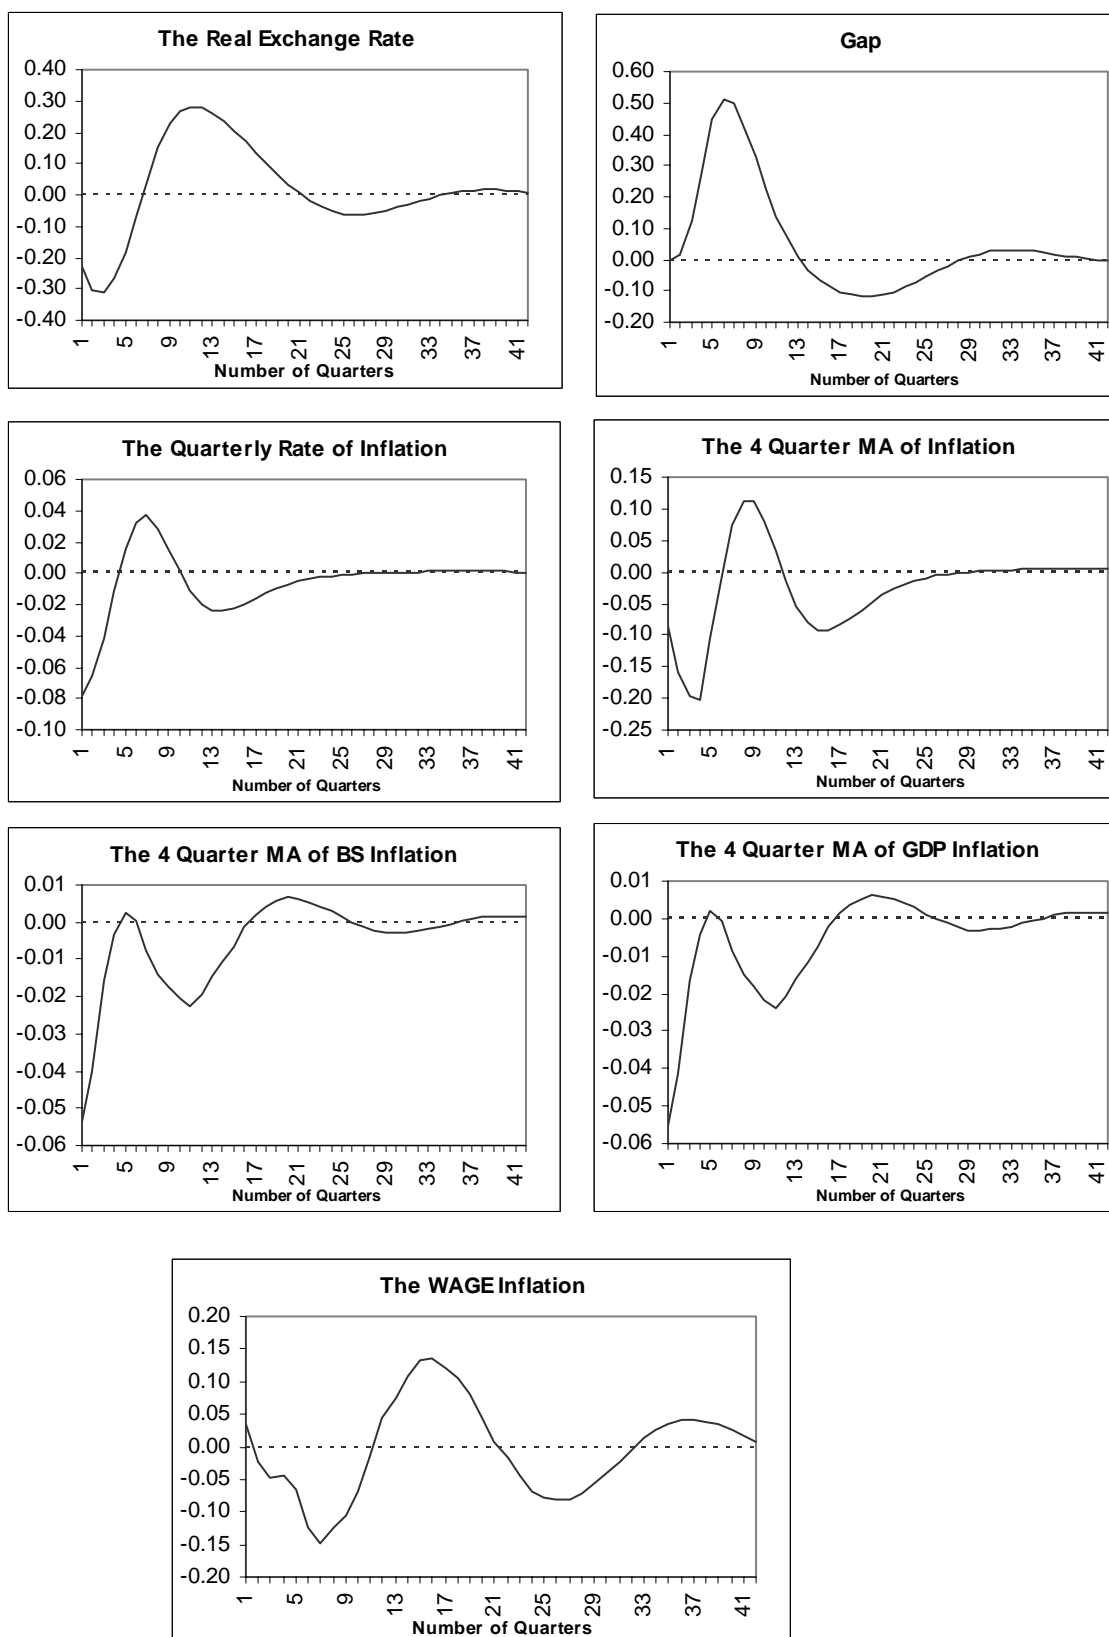 The Real Exchange Rate
0.40
0.30
0.20
0.10
0.00
-0.10
-0.20
-0.30
-0.40
1 5 9 13 17 21 25 29 33 37 41
Number of Quarters
Gap
0.60
0.50
0.40
0.30
0.20
0.10
0.00
-0.10
-0.20
1 5 9 13 17 21 25 29 33 37 41
Number of Quarters
The Quarterly Rate of Inflation
0.06
0.04
0.02
0.00
-0.02
-0.04
-0.06
-0.08
-0.10
1 5 9 13 17 21 25 29 33 37 41
Number of Quarters
The 4 Quarter MA of Inflation
0.15
0.10
0.05
0.00
-0.05
-0.10
-0.15
-0.20
-0.25
1 5 9 13 17 21 25 29 33 37 41
Number of Quarters
The 4 Quarter MA of BS Inflation
0.01
0.00
-0.01
-0.02
-0.03
-0.04
-0.05
-0.06
1 5 9 13 17 21 25 29 33 37 41
Number of Quarters
The 4 Quarter MA of GDP Inflation
0.01
0.00
-0.01
-0.02
-0.03
-0.04
-0.05
-0.06
1 5 9 13 17 21 25 29 33 37 41
Number of Quarters
The WAGE Inflation
0.20
0.15
0.10
0.05
0.00
-0.05
-0.10
-0.15
-0.20
1 5 9 13 17 21 25 29 33 37 41
Number of Quarters